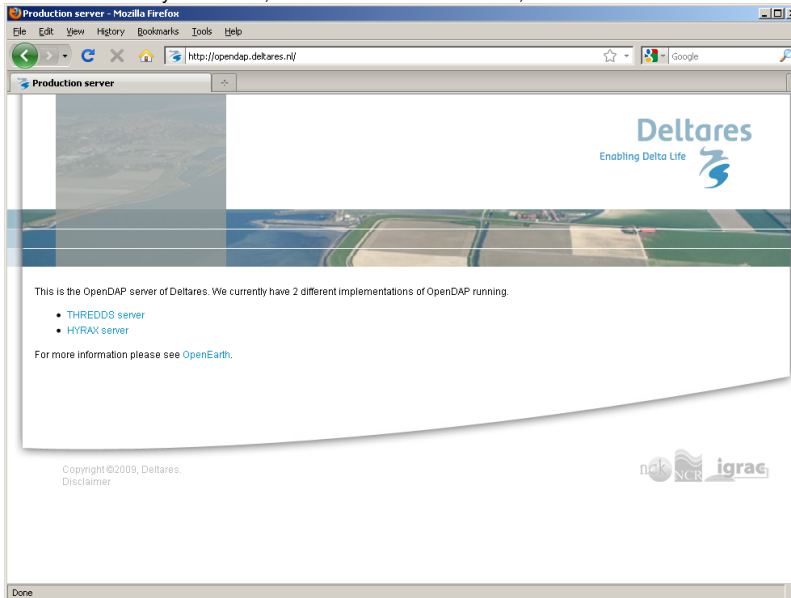 Production server - Mozilla Firefox
File Edit View History Bookmarks Tools Help
http://opendap.deltares.nl/
Google
Production server
Deltares
Enabling Delta Life
This is the OpenDAP server of Deltares. We currently have 2 different implementations of OpenDAP running.
• THREDDS server
• HYRAX server
For more information please see OpenEarth.
Copyright ©2009, Deltares.
Disclaimer
nck NCR igrac
Done